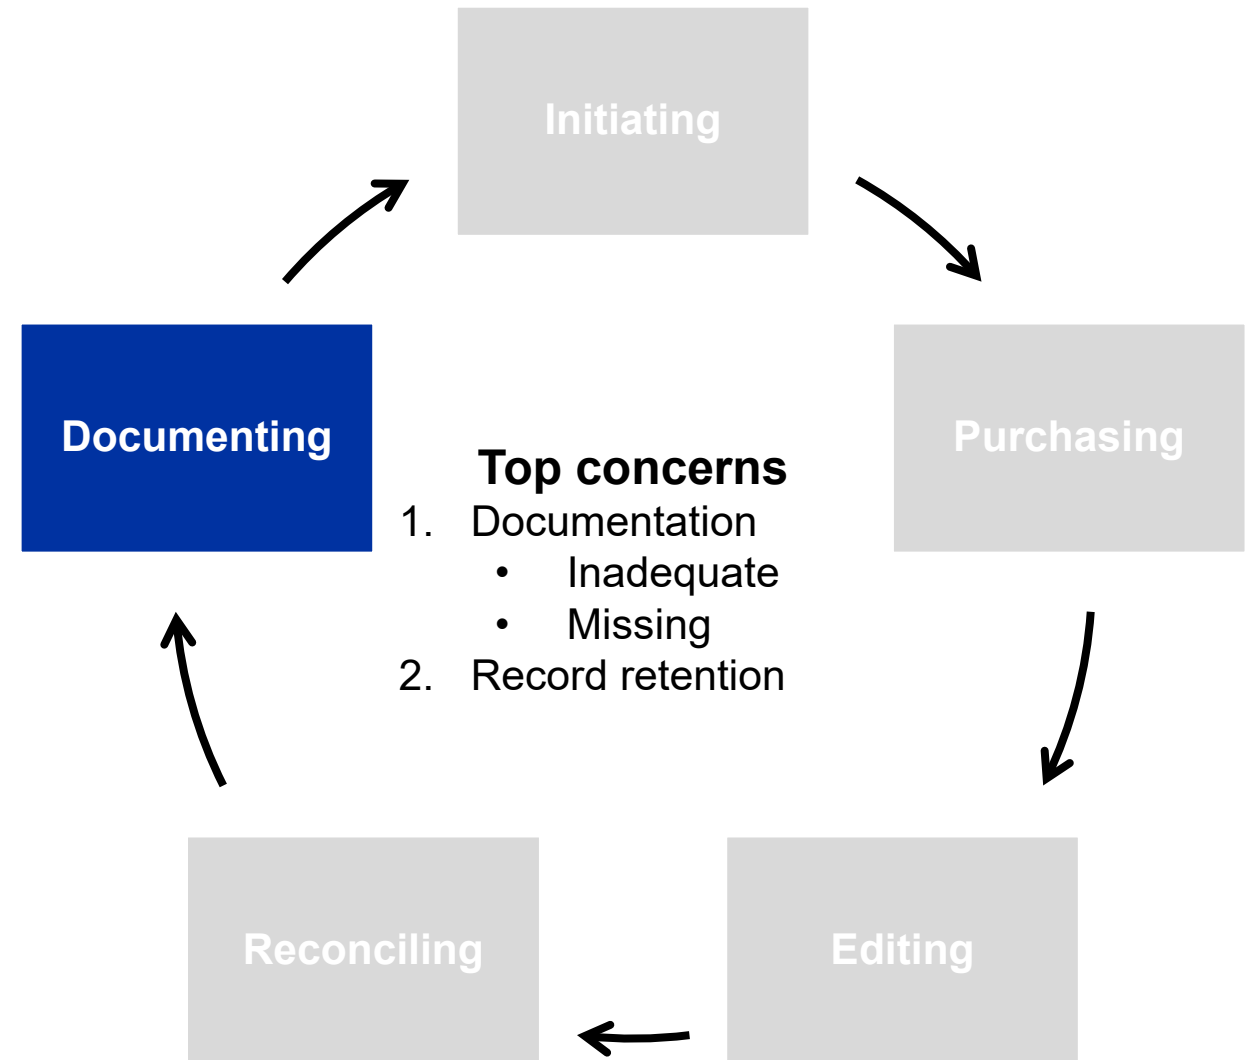 Initiating
Documenting
Purchasing
Top concerns
1. Documentation
• Inadequate
• Missing
2. Record retention
Reconciling
Editing